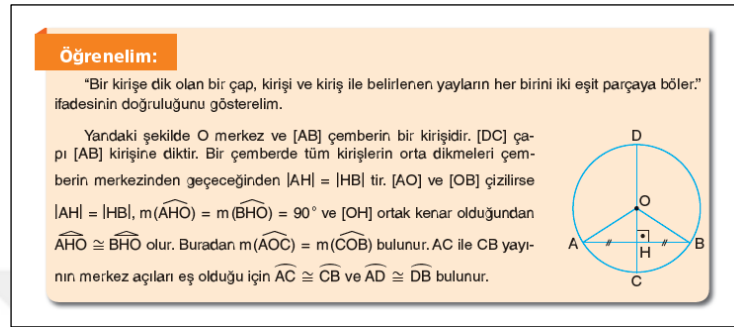 Öğrenelim:
“Bir kirişe dik olan bir çap, kirişi ve kiriş ile belirlenen yayların her birini iki eşit parçaya böler.”
ifadesinin doğruluğunu gösterelim.
Yandaki şekilde O merkez ve [AB] çemberin bir kirişidir. [DC] ça-
pı [AB] kirişine diktir. Bir çemberde tüm kirişlerin orta dikmeleri çem-
berin merkezinden geçeceğinden |AH| = |HB| tir. [AO] ve [OB] çizilirse
|AH| = |HB|, m(AHO) = m(BHO) = 90° ve [OH] ortak kenar olduğundan
AHO ≅ BHO olur. Buradan m(AOC) = m(COB) bulunur. AC ile CB yayı-
nın merkez açıları eş olduğu için AC ≅ CB ve AD ≅ DB bulunur.
D
O
A
B
H
C